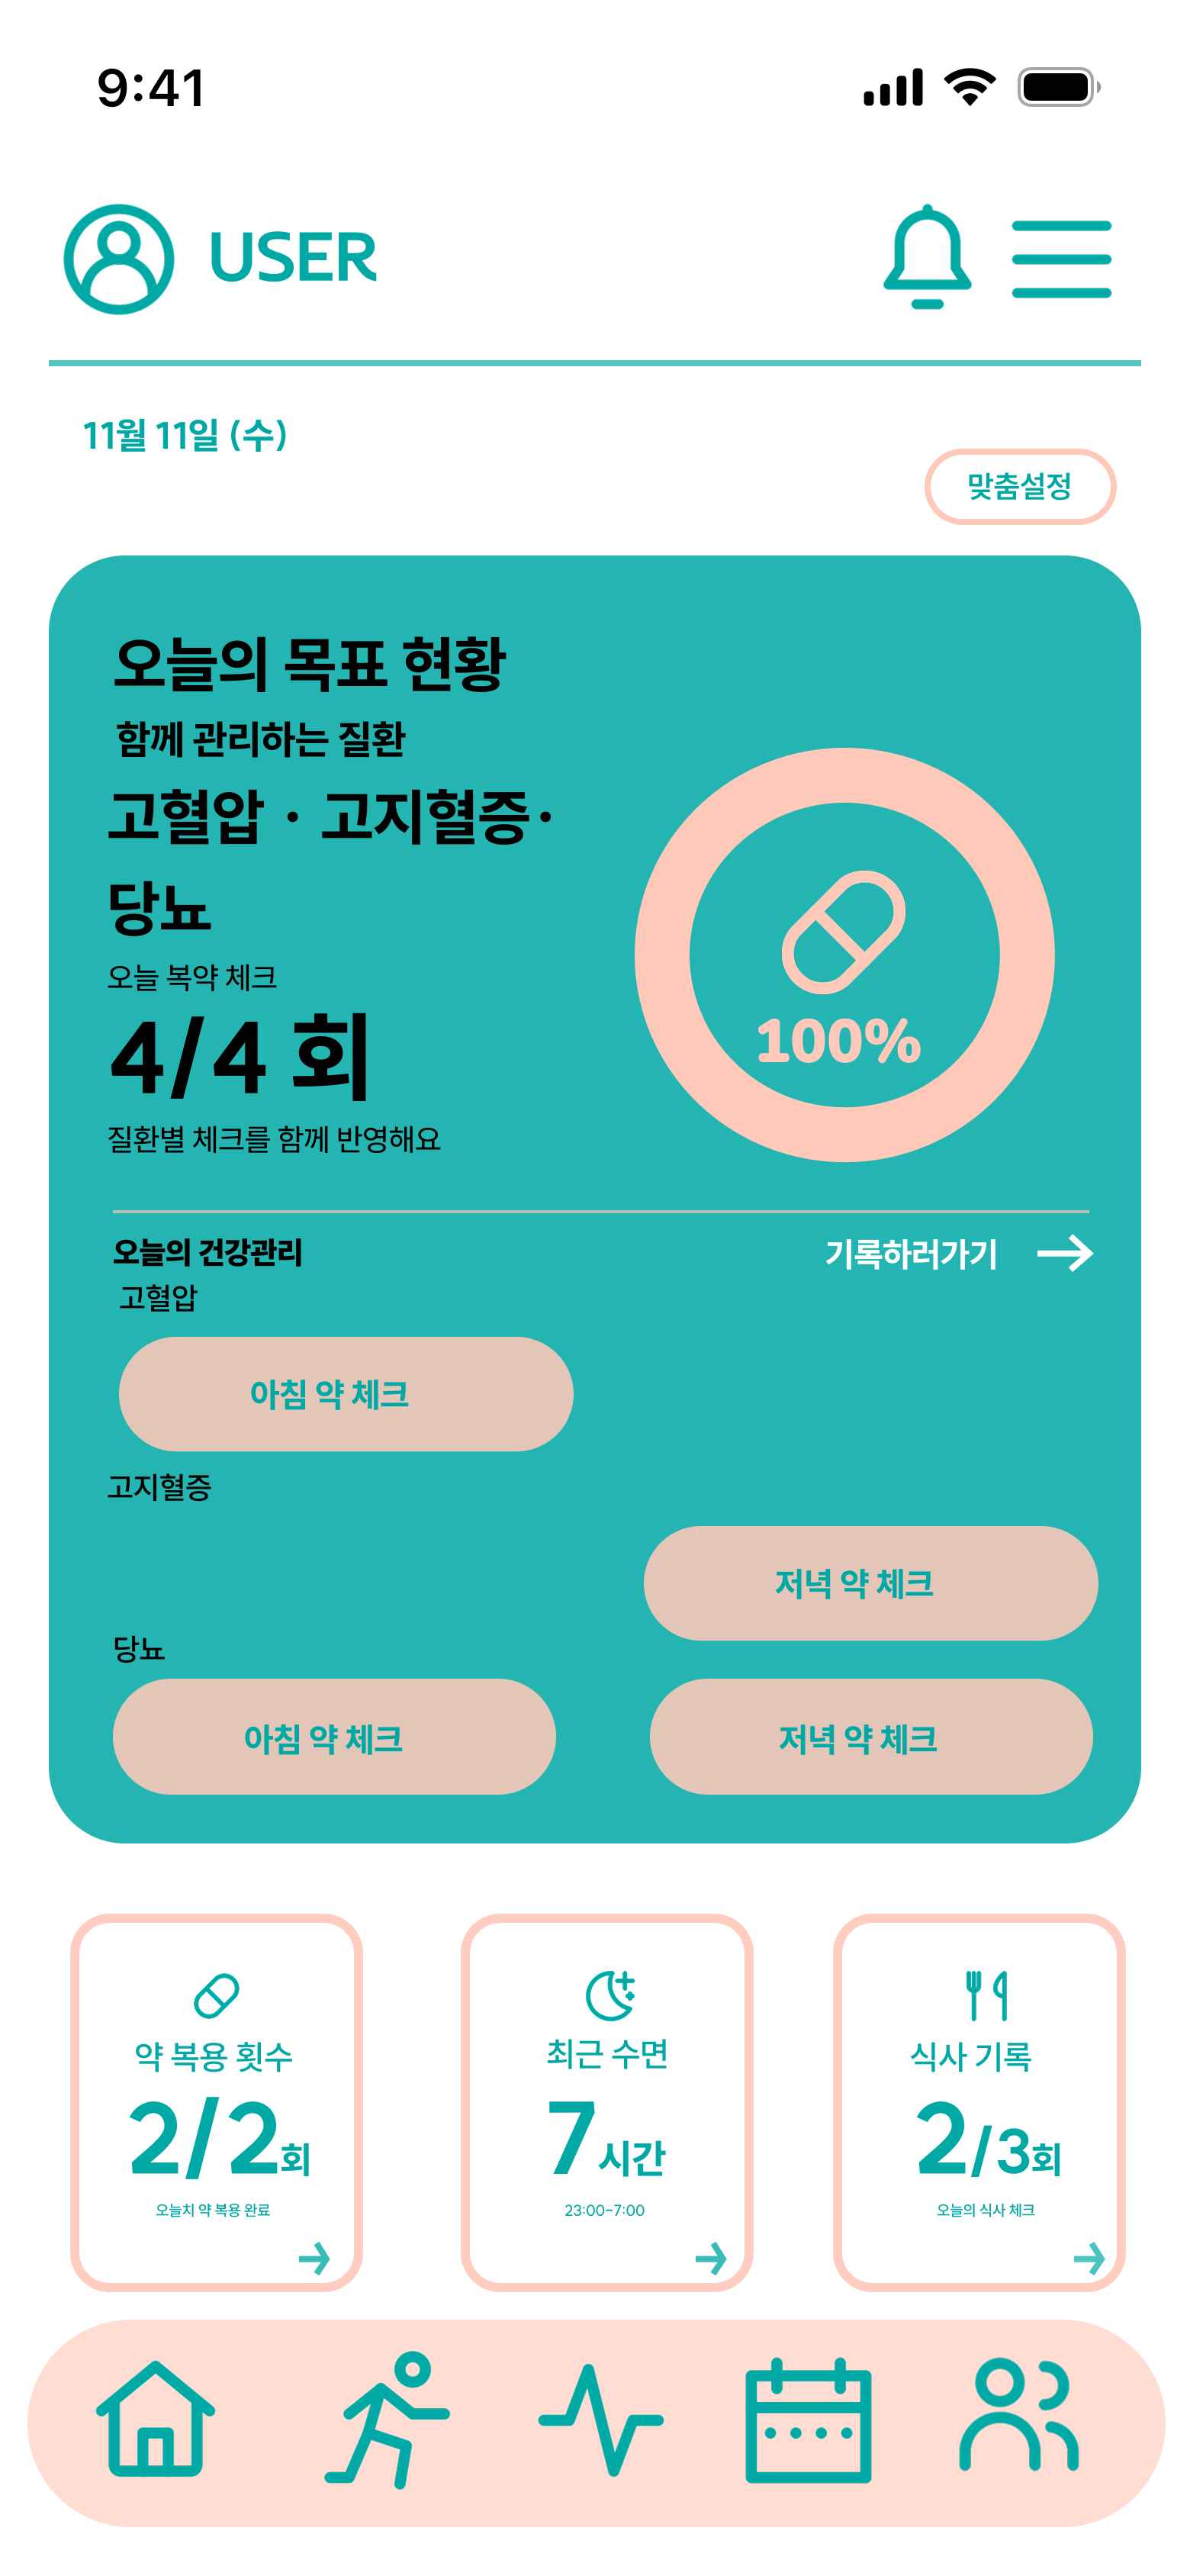 9:41
USER
11월 11일 (수)
맞춤설정
오늘의 목표 현황
함께 관리하는 질환
고혈압 · 고지혈증·
당뇨
오늘 복약 체크
4/4 회
질환별 체크를 함께 반영해요
100%
오늘의 건강관리
기록하러가기
고혈압
아침 약 체크
고지혈증
저녁 약 체크
당뇨
아침 약 체크
저녁 약 체크
약 복용 횟수
2/2회
오늘치 약 복용 완료
최근 수면
7시간
23:00-7:00
식사 기록
2/3회
오늘의 식사 체크